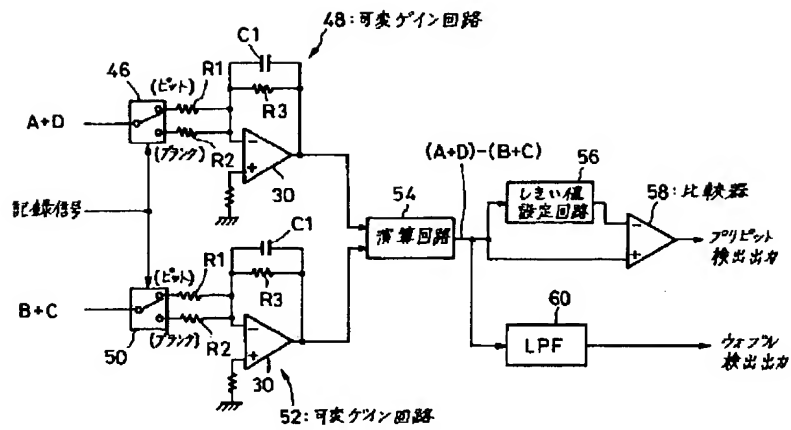 48:可変ゲイン回路
C1
46
(ピット)
R1
R3
A+D
(ブランク)
R2
30
(A+D)-(B+C)
56
しきい値
設定回路
58:比較器
54
演算回路
プリピット
検出出力
記録信号
C1
(ピット)
R1
R3
B+C
(ブランク)
R2
50
30
60
LPF
ウォブル
検出出力
52:可変ゲイン回路